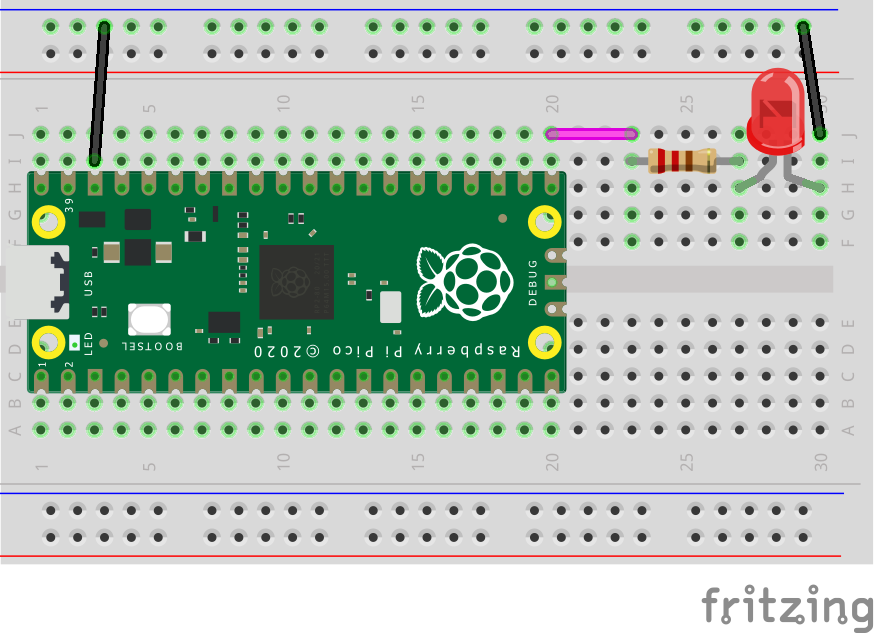 1 5 10 15 20 25 30
J J
I I
H H
G G
F F
39
USB
DEBUG
LED
BOOTSEL
Raspberry Pi Pico © 2020
1
2
E E
D D
C C
B B
A A
1 5 10 15 20 25 30
fritzing